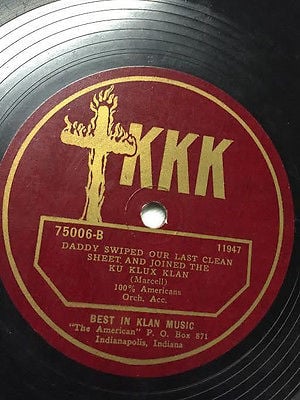 KKK
75006-B
11947
DADDY SWIPED OUR LAST CLEAN
SHEET AND JOINED THE
KU KLUX KLAN
(Marcell)
100% Americans
Orch. Acc.
BEST IN KLAN MUSIC
"The American" P. O. Box 871
Indianapolis, Indiana